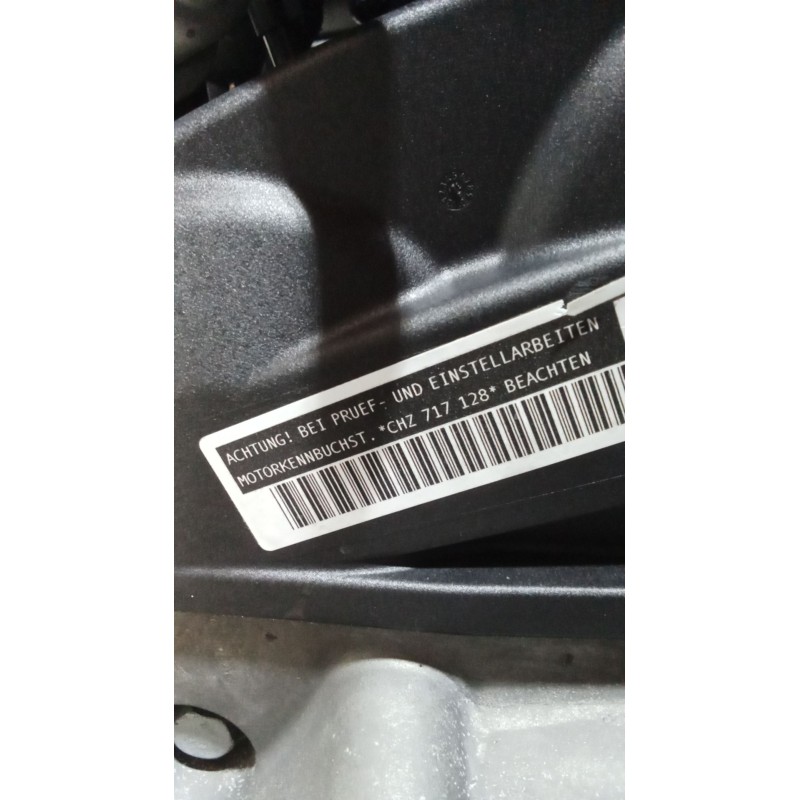 ACHTUNG! BEI PRUEF- UND EINSTELLARBEITEN
MOTORKENNBUCHST. *CHZ 717 128* BEACHTEN